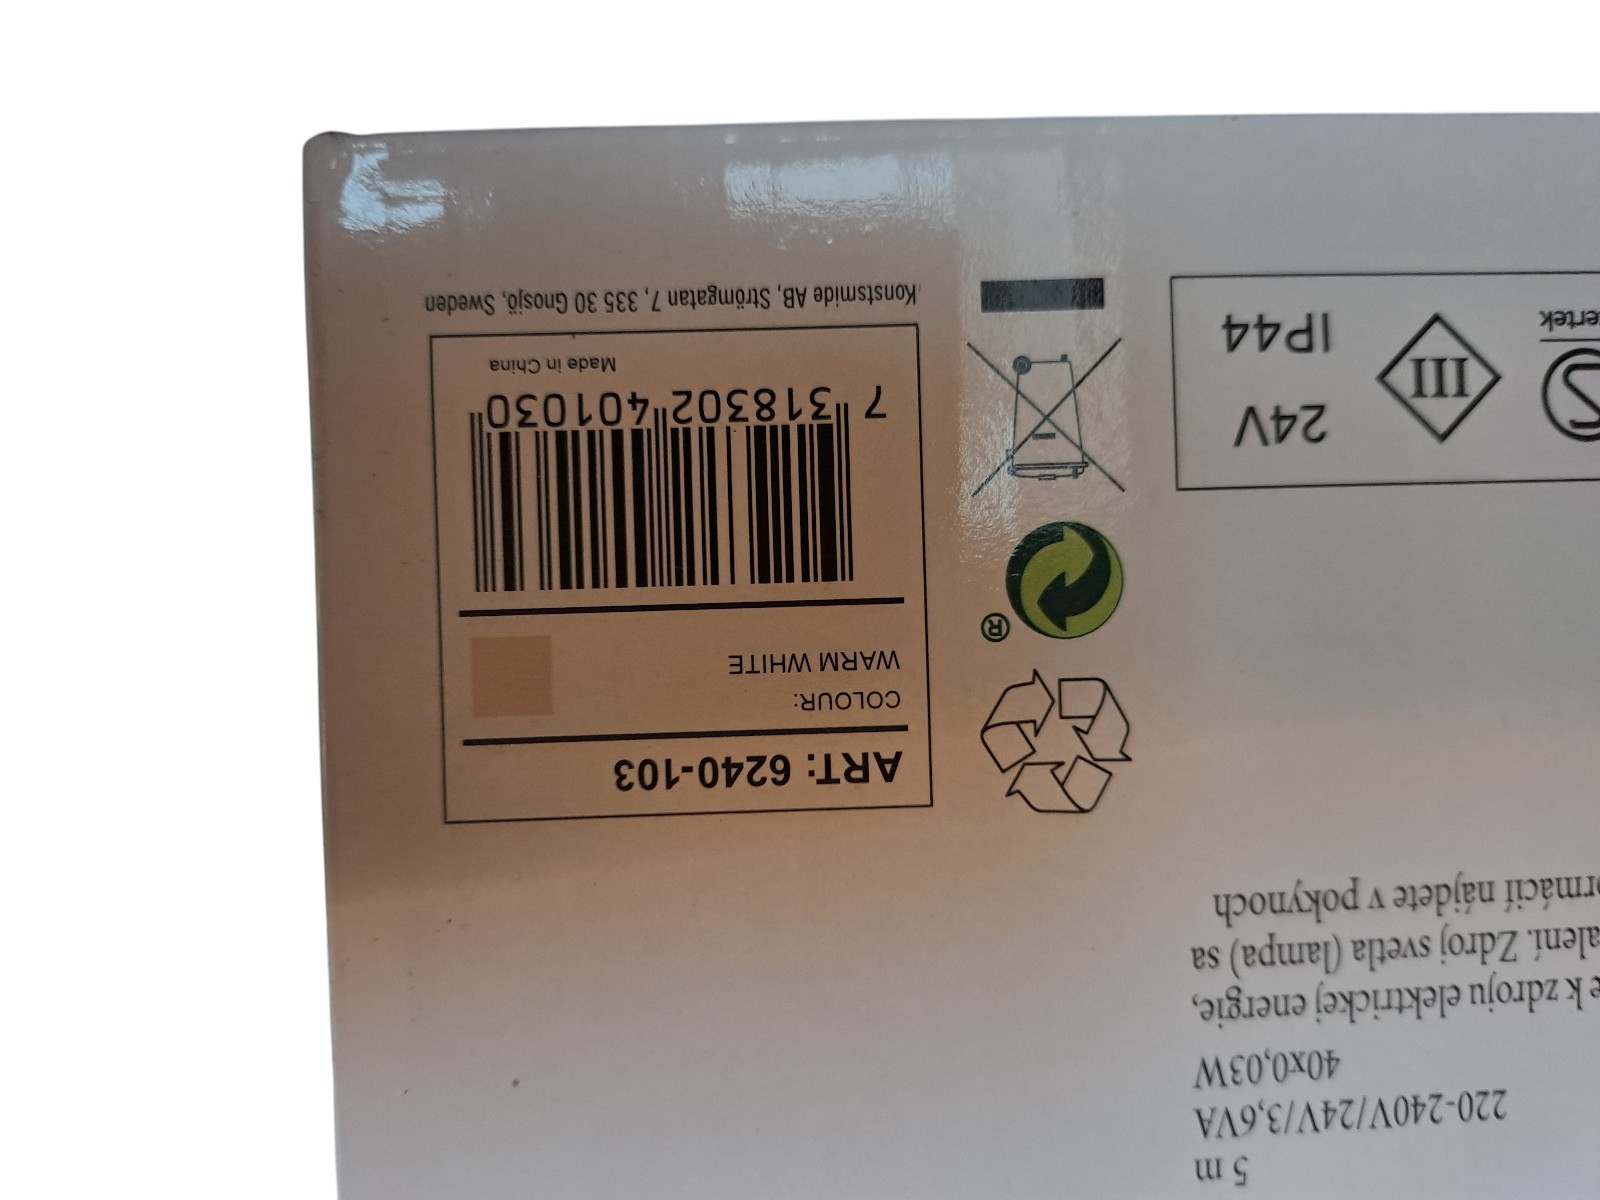 5 m
220-240V/24V/3,6VA
40x0,03W
e k zdroju elektrickej energie,
alení. Zdroj svetla (lampa) sa
ormácií nájdete v pokynoch
ART: 6240-103
COLOUR:
WARM WHITE
®
7 318302 401030
Made in China
Konstsmide AB, Strömgatan 7, 335 30 Gnosjö, Sweden
24V
IP44
III
S
tertek